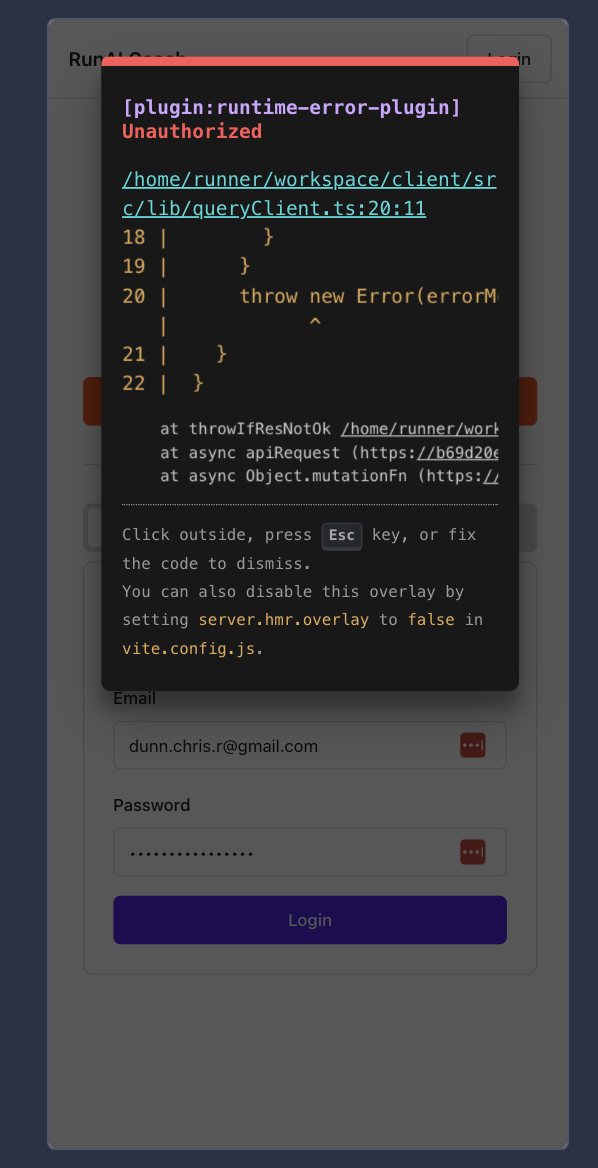 RunAI Coach
Login
[plugin:runtime-error-plugin]
Unauthorized
/home/runner/workspace/client/sr
c/lib/queryClient.ts:20:11
18 |        }
19 |      }
20 |      throw new Error(errorM
   |            ^
21 |    }
22 |  }
at throwIfResNotOk /home/runner/work
at async apiRequest (https://b69d20e
at async Object.mutationFn (https://
Click outside, press Esc key, or fix
the code to dismiss.
You can also disable this overlay by
setting server.hmr.overlay to false in
vite.config.js.
Email
dunn.chris.r@gmail.com
Password
••••••••••••••••
Login